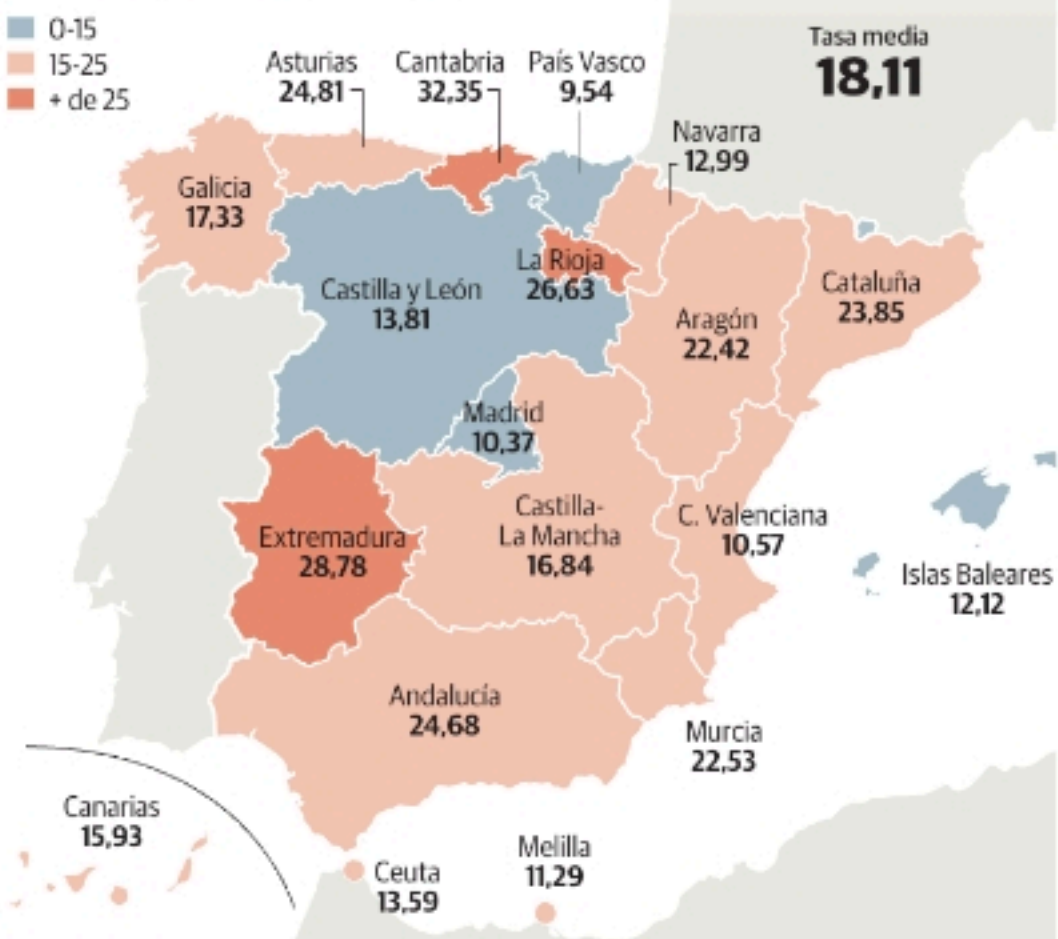 0-15
15-25
+ de 25
Tasa media
18,11
Asturias
24,81
Cantabria
32,35
País Vasco
9,54
Navarra
12,99
Galicia
17,33
Castilla y León
13,81
La Rioja
26,63
Aragón
22,42
Cataluña
23,85
Madrid
10,37
Extremadura
28,78
Castilla-
La Mancha
16,84
C. Valenciana
10,57
Islas Baleares
12,12
Andalucía
24,68
Murcia
22,53
Canarias
15,93
Ceuta
13,59
Melilla
11,29